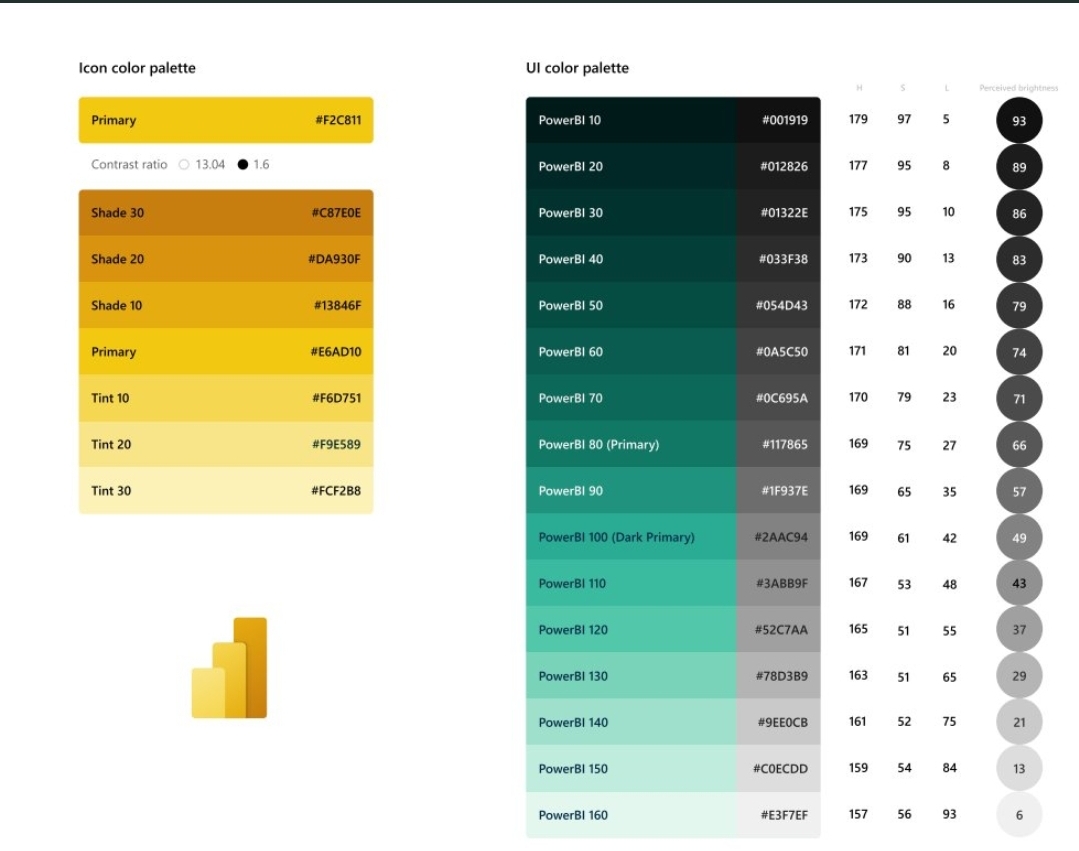 Icon color palette
Primary #F2C811
Contrast ratio 13.04 1.6
Shade 30 #C87E0E
Shade 20 #DA930F
Shade 10 #13846F
Primary #E6AD10
Tint 10 #F6D751
Tint 20 #F9E589
Tint 30 #FCF2B8
UI color palette
H S L Perceived brightness
PowerBI 10 #001919 179 97 5 93
PowerBI 20 #012826 177 95 8 89
PowerBI 30 #01322E 175 95 10 86
PowerBI 40 #033F38 173 90 13 83
PowerBI 50 #054D43 172 88 16 79
PowerBI 60 #0A5C50 171 81 20 74
PowerBI 70 #0C695A 170 79 23 71
PowerBI 80 (Primary) #117865 169 75 27 66
PowerBI 90 #1F937E 169 65 35 57
PowerBI 100 (Dark Primary) #2AAC94 169 61 42 49
PowerBI 110 #3ABB9F 167 53 48 43
PowerBI 120 #52C7AA 165 51 55 37
PowerBI 130 #78D3B9 163 51 65 29
PowerBI 140 #9EE0CB 161 52 75 21
PowerBI 150 #C0ECDD 159 54 84 13
PowerBI 160 #E3F7EF 157 56 93 6